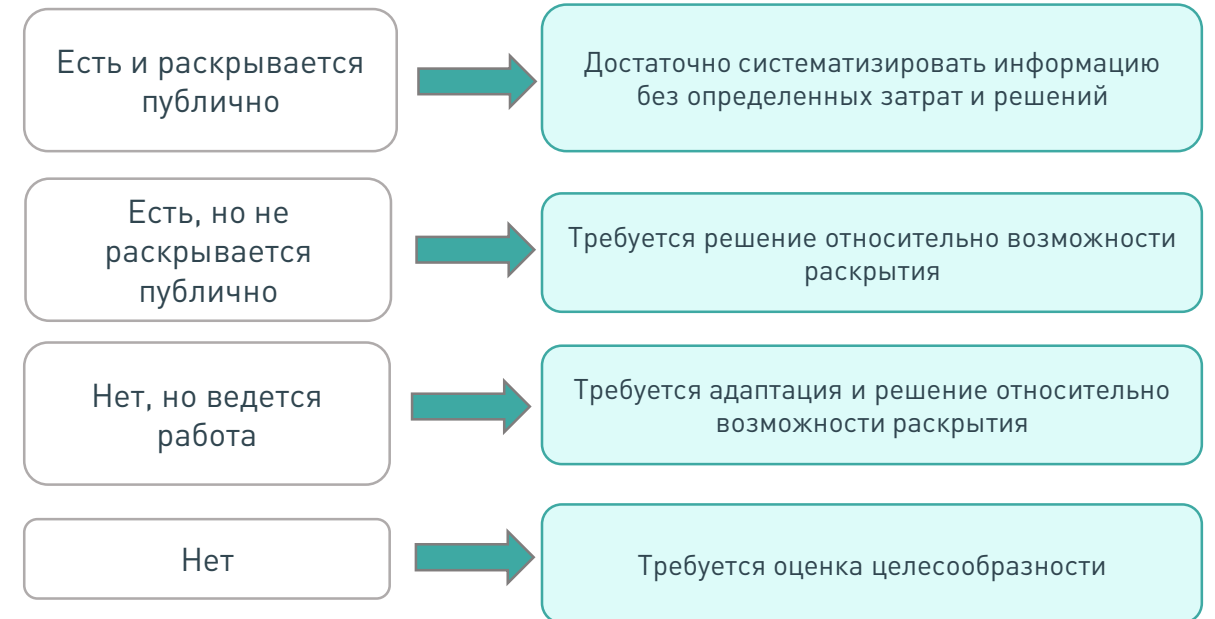 Есть и раскрывается
публично
Достаточно систематизировать информацию
без определенных затрат и решений
Есть, но не
раскрывается
публично
Требуется решение относительно возможности
раскрытия
Нет, но ведется
работа
Требуется адаптация и решение относительно
возможности раскрытия
Нет
Требуется оценка целесообразности